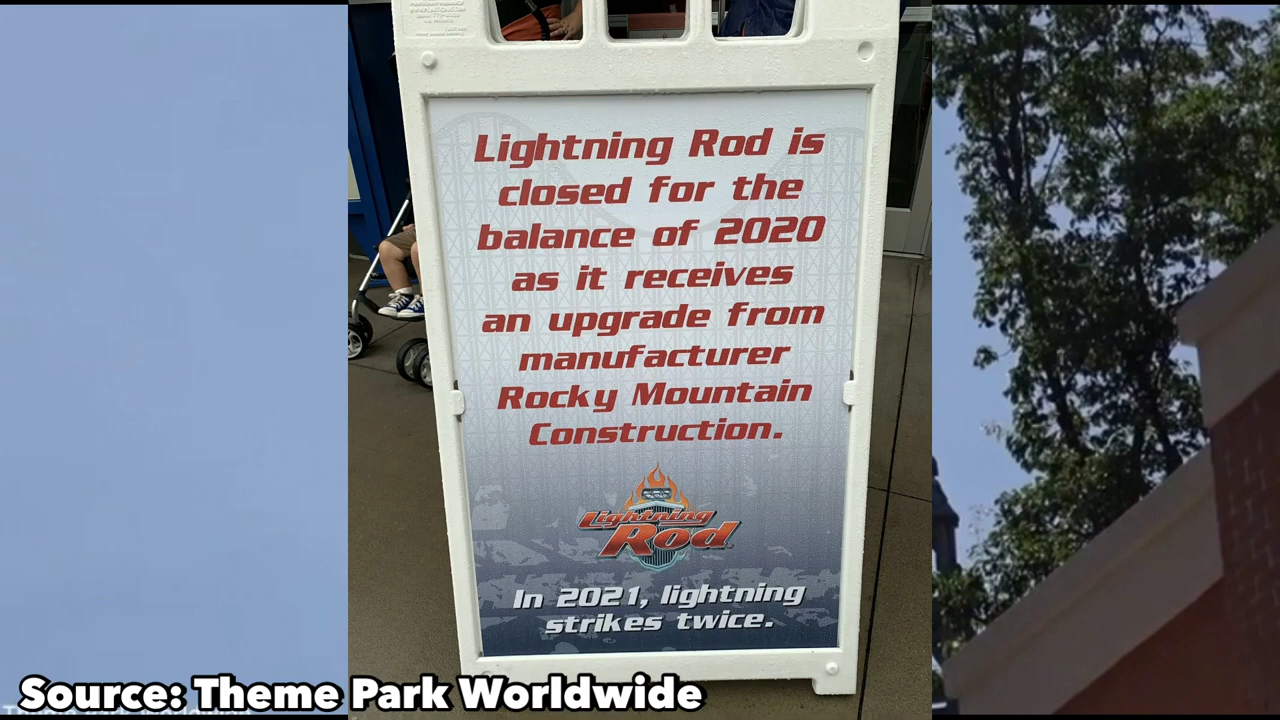 Lightning Rod is
closed for the
balance of 2020
as it receives
an upgrade from
manufacturer
Rocky Mountain
Construction.
Lightning
Rod
In 2021, lightning
strikes twice.
Source: Theme Park Worldwide